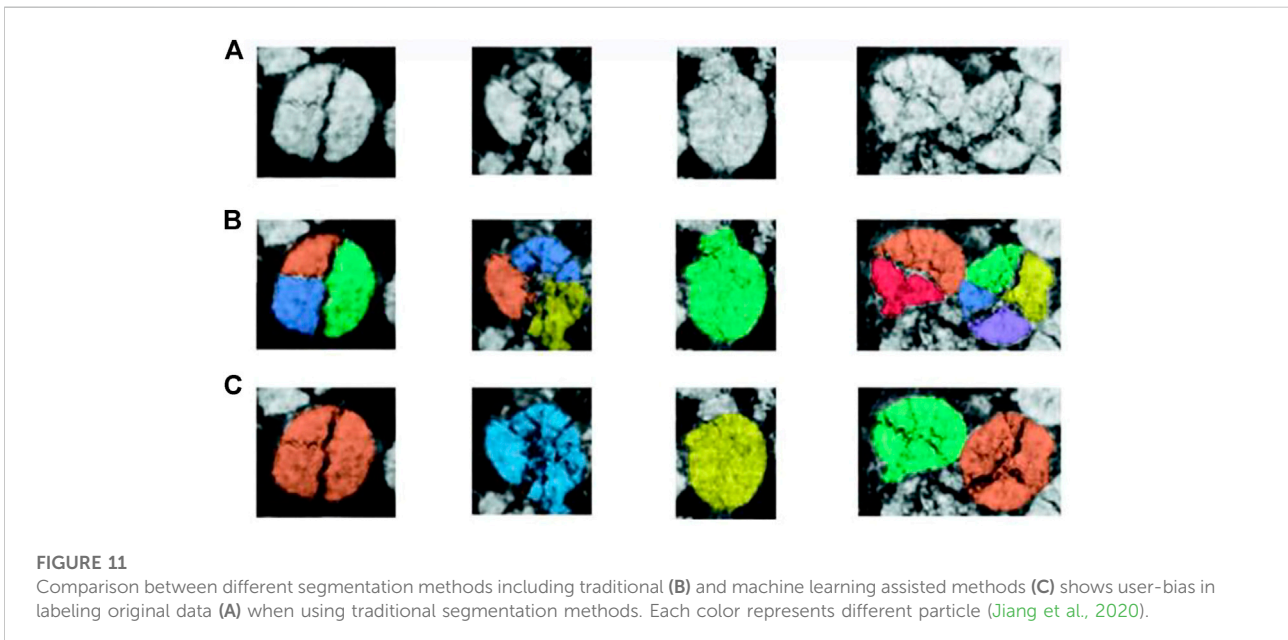 A
B
C
FIGURE 11
Comparison between different segmentation methods including traditional (B) and machine learning assisted methods (C) shows user-bias in
labeling original data (A) when using traditional segmentation methods. Each color represents different particle (Jiang et al., 2020).